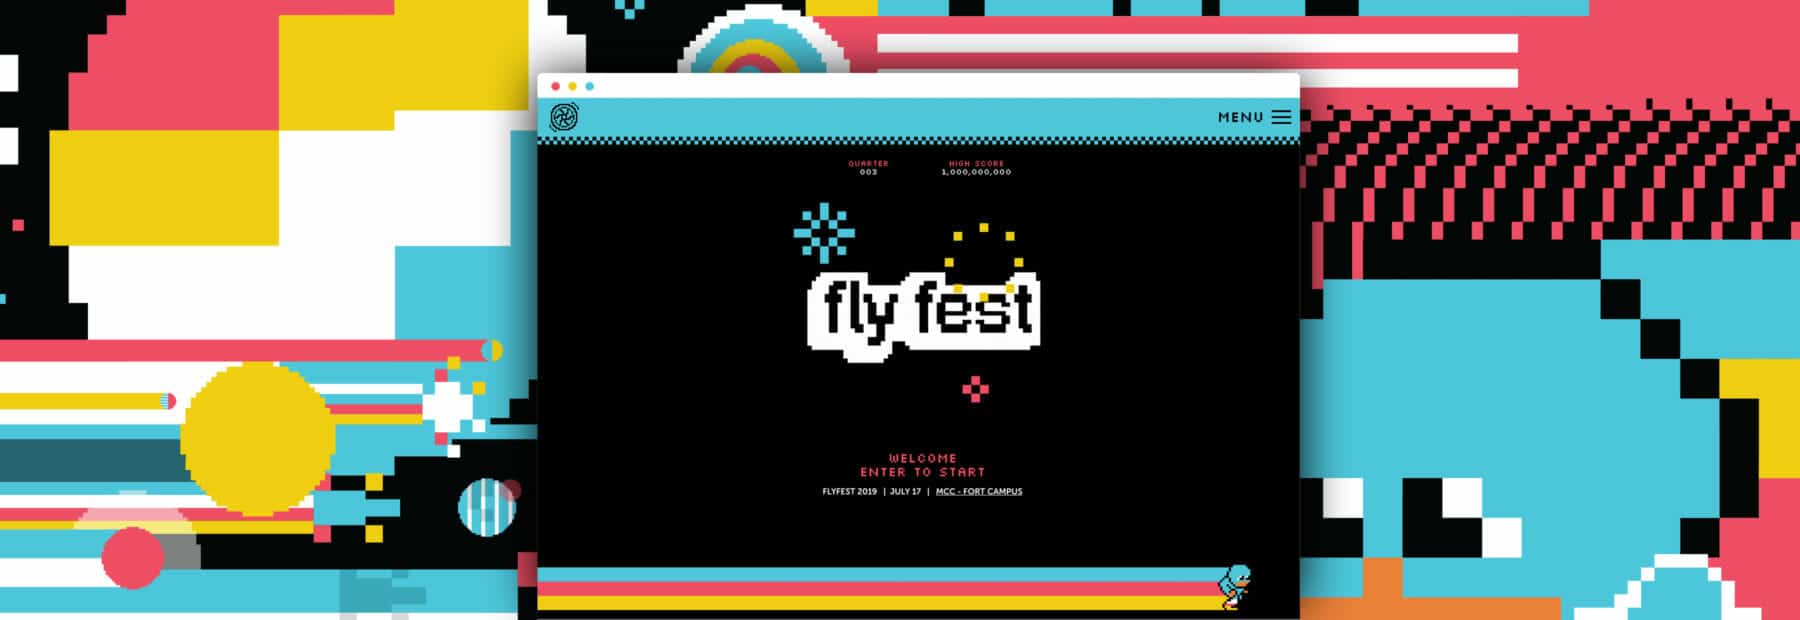 MENU
QUARTER HIGH SCORE
003 1,000,000,000
fly fest
WELCOME
ENTER TO START
FLYFEST 2019 | JULY 17 | MCC - FORT CAMPUS